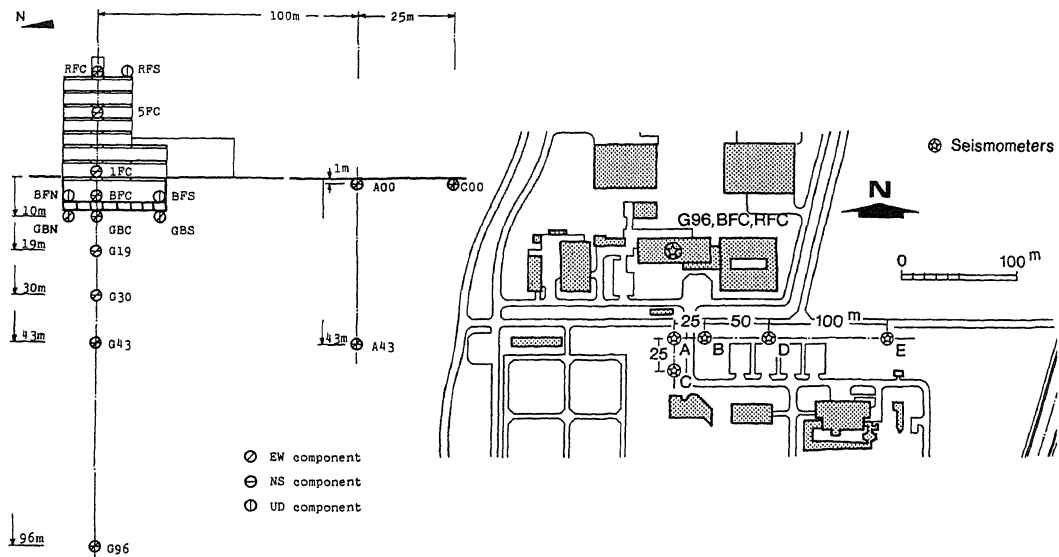 N
100m
25m
RFC
RFS
5FC
1FC
1m
A00
C00
BFN
BFC
BFS
10m
GBN
GBC
GBS
19m
G19
30m
G30
43m
G43
43m
A43
EW component
NS component
UD component
96m
G96
Seismometers
N
G96,BFC,RFC
0
100 m
25
50
100 m
A
B
D
E
25
C